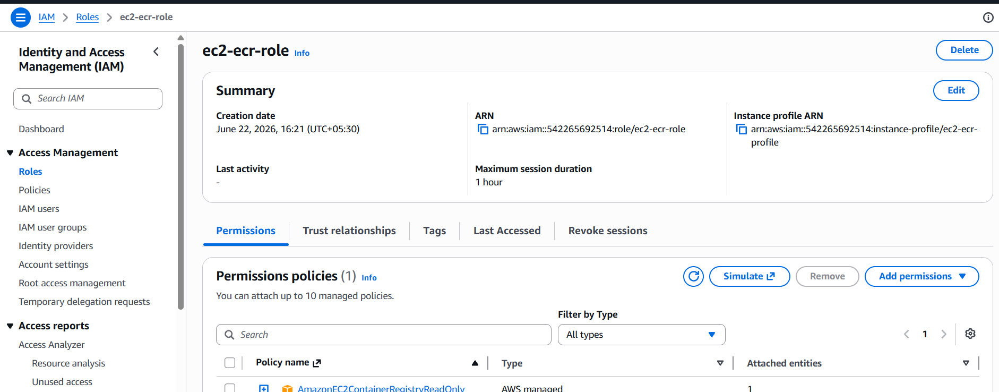 IAM > Roles > ec2-ecr-role
Identity and Access
Management (IAM)
Search IAM
Dashboard
Access Management
Roles
Policies
IAM users
IAM user groups
Identity providers
Account settings
Root access management
Temporary delegation requests
Access reports
Access Analyzer
Resource analysis
Unused access
ec2-ecr-role Info
Delete
Summary
Edit
Creation date
June 22, 2026, 16:21 (UTC+05:30)
ARN
arn:aws:iam::542265692514:role/ec2-ecr-role
Instance profile ARN
arn:aws:iam::542265692514:instance-profile/ec2-ecr-
profile
Last activity
-
Maximum session duration
1 hour
Permissions
Trust relationships
Tags
Last Accessed
Revoke sessions
Permissions policies (1) Info
Simulate
Remove
Add permissions
You can attach up to 10 managed policies.
Filter by Type
Search
All types
1
Policy name
Type
Attached entities
AmazonEC2ContainerRegistryReadOnly
AWS managed
1